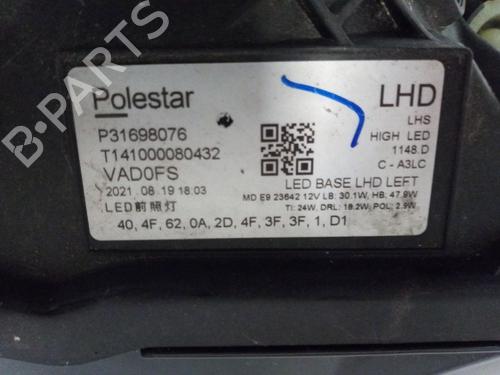 Polestar
LHD
P31698076
LHS
T141000080432
HIGH LED
VAD0FS
1148.D
C - A3LC
2021. 08. 19 18:03
LED BASE LHD LEFT
LED前照灯
MD E9 23642 12V LB: 30.1W, HB: 47.9W
TI: 24W, DRL: 18.2W, POL: 2.9W
40, 4F, 62, 0A, 2D, 4F, 3F, 3F, 1, D1
B-PARTS